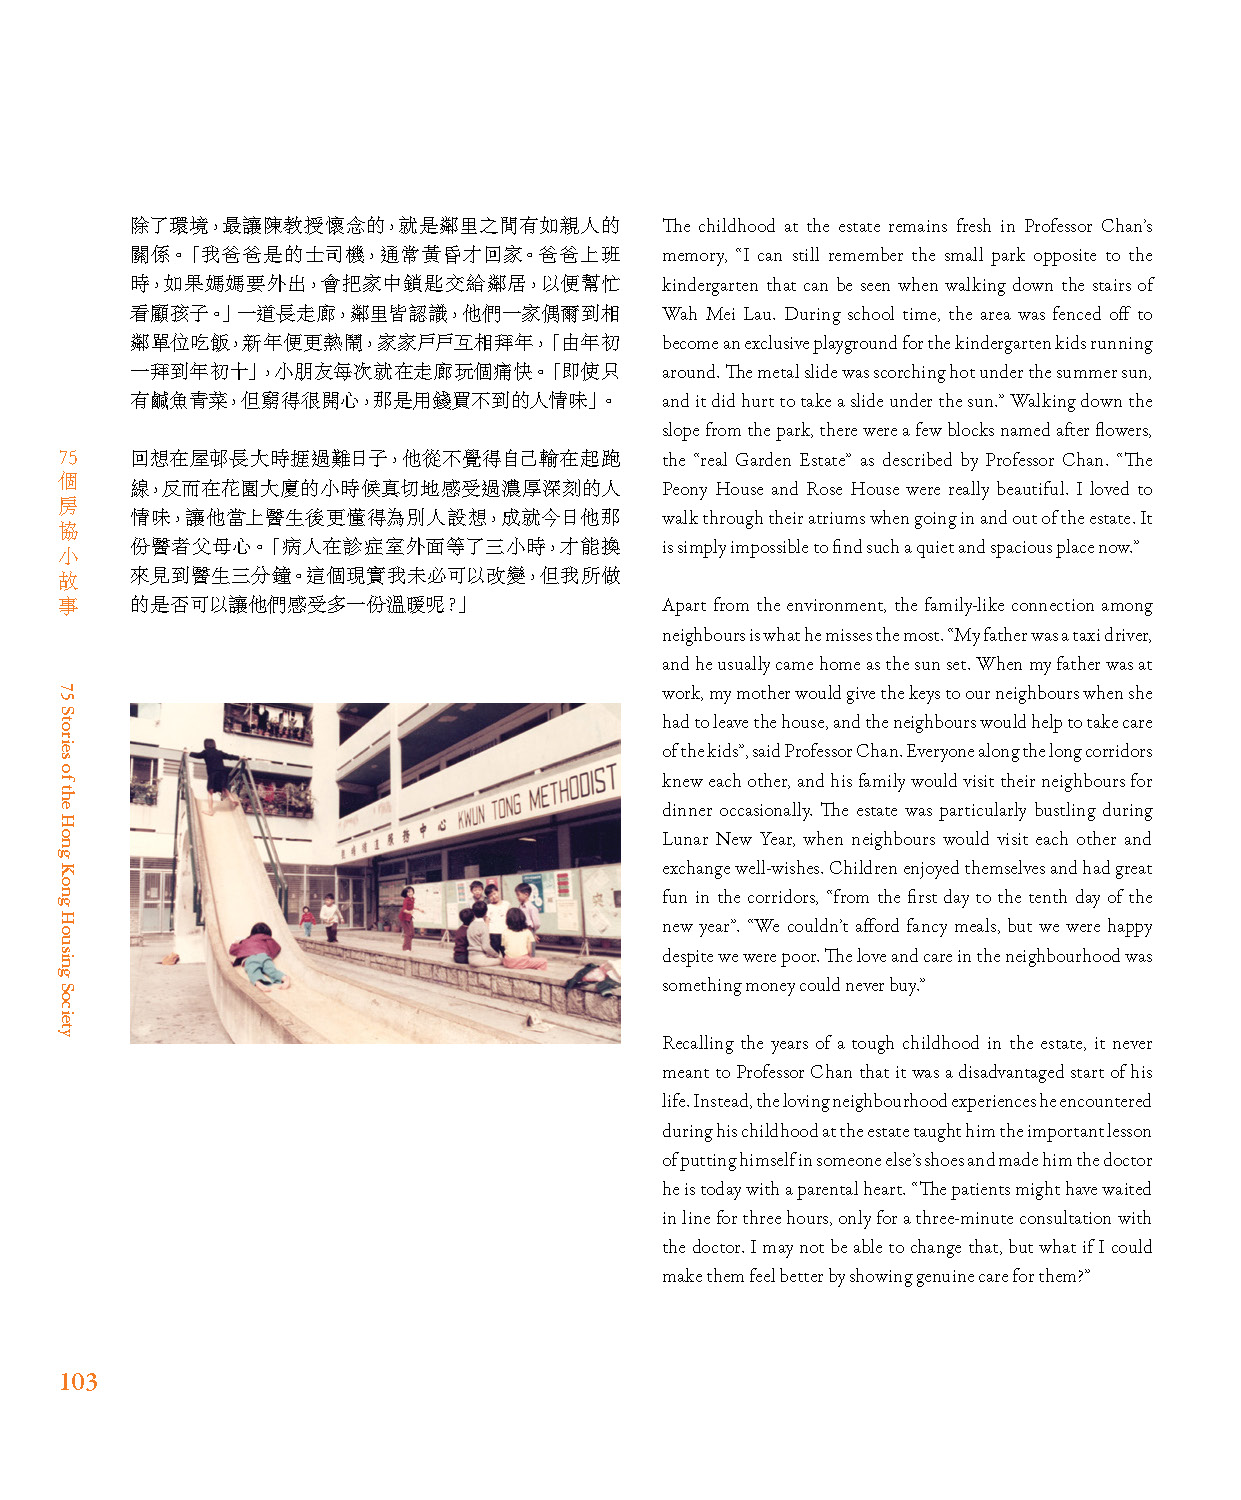 除了環境，最讓陳教授懷念的，就是鄰里之間有如親人的
關係。「我爸爸是的士司機，通常黃昏才回家。爸爸上班
時，如果媽媽要外出，會把家中鎖匙交給鄰居，以便幫忙
看顧孩子。」一道長走廊，鄰里皆認識，他們一家偶爾到相
鄰單位吃飯，新年便更熱鬧，家家戶戶互相拜年，「由年初
一拜到年初十」，小朋友每次就在走廊玩個痛快。「即使只
有鹹魚青菜，但窮得很開心，那是用錢買不到的人情味」。
回想在屋邨長大時捱過難日子，他從不覺得自己輸在起跑
線，反而在花園大廈的小時候真切地感受過濃厚深刻的人
情味，讓他當上醫生後更懂得為別人設想，成就今日他那
份醫者父母心。「病人在診症室外面等了三小時，才能換
來見到醫生三分鐘。這個現實我未必可以改變，但我所做
的是否可以讓他們感受多一份溫暖呢？」
服務中心 KWUN TONG METHODIST
The childhood at the estate remains fresh in Professor Chan’s
memory, “I can still remember the small park opposite to the
kindergarten that can be seen when walking down the stairs of
Wah Mei Lau. During school time, the area was fenced off to
become an exclusive playground for the kindergarten kids running
around. The metal slide was scorching hot under the summer sun,
and it did hurt to take a slide under the sun.” Walking down the
slope from the park, there were a few blocks named after flowers,
the “real Garden Estate” as described by Professor Chan. “The
Peony House and Rose House were really beautiful. I loved to
walk through their atriums when going in and out of the estate. It
is simply impossible to find such a quiet and spacious place now.”
Apart from the environment, the family-like connection among
neighbours is what he misses the most. “My father was a taxi driver,
and he usually came home as the sun set. When my father was at
work, my mother would give the keys to our neighbours when she
had to leave the house, and the neighbours would help to take care
of the kids”, said Professor Chan. Everyone along the long corridors
knew each other, and his family would visit their neighbours for
dinner occasionally. The estate was particularly bustling during
Lunar New Year, when neighbours would visit each other and
exchange well-wishes. Children enjoyed themselves and had great
fun in the corridors, “from the first day to the tenth day of the
new year”. “We couldn’t afford fancy meals, but we were happy
despite we were poor. The love and care in the neighbourhood was
something money could never buy.”
Recalling the years of a tough childhood in the estate, it never
meant to Professor Chan that it was a disadvantaged start of his
life. Instead, the loving neighbourhood experiences he encountered
during his childhood at the estate taught him the important lesson
of putting himself in someone else’s shoes and made him the doctor
he is today with a parental heart. “The patients might have waited
in line for three hours, only for a three-minute consultation with
the doctor. I may not be able to change that, but what if I could
make them feel better by showing genuine care for them?”
75個房協小故事
75 Stories of the Hong Kong Housing Society
103